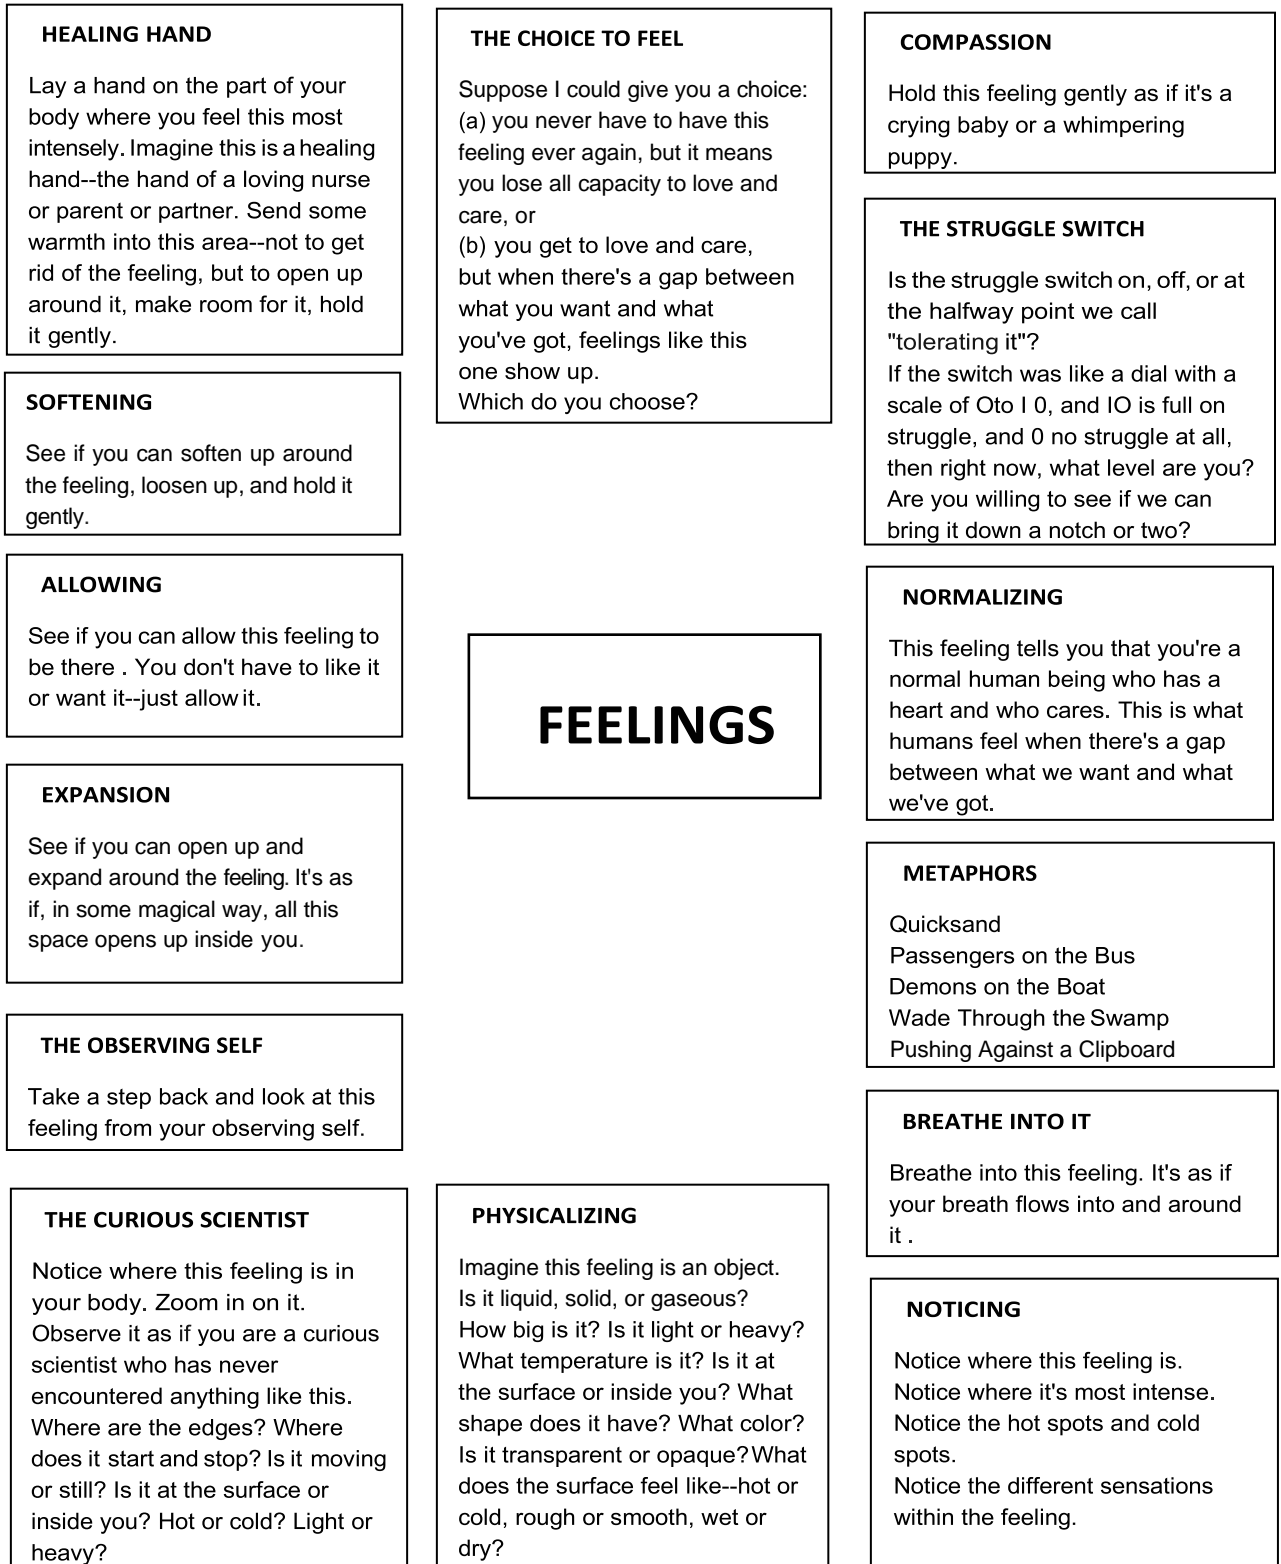 HEALING HAND
Lay a hand on the part of your
body where you feel this most
intensely. Imagine this is a healing
hand--the hand of a loving nurse
or parent or partner. Send some
warmth into this area--not to get
rid of the feeling, but to open up
around it, make room for it, hold
it gently.
SOFTENING
See if you can soften up around
the feeling, loosen up, and hold it
gently.
ALLOWING
See if you can allow this feeling to
be there . You don't have to like it
or want it--just allow it.
EXPANSION
See if you can open up and
expand around the feeling. It's as
if, in some magical way, all this
space opens up inside you.
THE OBSERVING SELF
Take a step back and look at this
feeling from your observing self.
THE CURIOUS SCIENTIST
Notice where this feeling is in
your body. Zoom in on it.
Observe it as if you are a curious
scientist who has never
encountered anything like this.
Where are the edges? Where
does it start and stop? Is it moving
or still? Is it at the surface or
inside you? Hot or cold? Light or
heavy?
THE CHOICE TO FEEL
Suppose I could give you a choice:
(a) you never have to have this
feeling ever again, but it means
you lose all capacity to love and
care, or
(b) you get to love and care,
but when there's a gap between
what you want and what
you've got, feelings like this
one show up.
Which do you choose?
FEELINGS
PHYSICALIZING
Imagine this feeling is an object.
Is it liquid, solid, or gaseous?
How big is it? Is it light or heavy?
What temperature is it? Is it at
the surface or inside you? What
shape does it have? What color?
Is it transparent or opaque? What
does the surface feel like--hot or
cold, rough or smooth, wet or
dry?
COMPASSION
Hold this feeling gently as if it's a
crying baby or a whimpering
puppy.
THE STRUGGLE SWITCH
Is the struggle switch on, off, or at
the halfway point we call
"tolerating it"?
If the switch was like a dial with a
scale of Oto I 0, and IO is full on
struggle, and 0 no struggle at all,
then right now, what level are you?
Are you willing to see if we can
bring it down a notch or two?
NORMALIZING
This feeling tells you that you're a
normal human being who has a
heart and who cares. This is what
humans feel when there's a gap
between what we want and what
we've got.
METAPHORS
Quicksand
Passengers on the Bus
Demons on the Boat
Wade Through the Swamp
Pushing Against a Clipboard
BREATHE INTO IT
Breathe into this feeling. It's as if
your breath flows into and around
it .
NOTICING
Notice where this feeling is.
Notice where it's most intense.
Notice the hot spots and cold
spots.
Notice the different sensations
within the feeling.